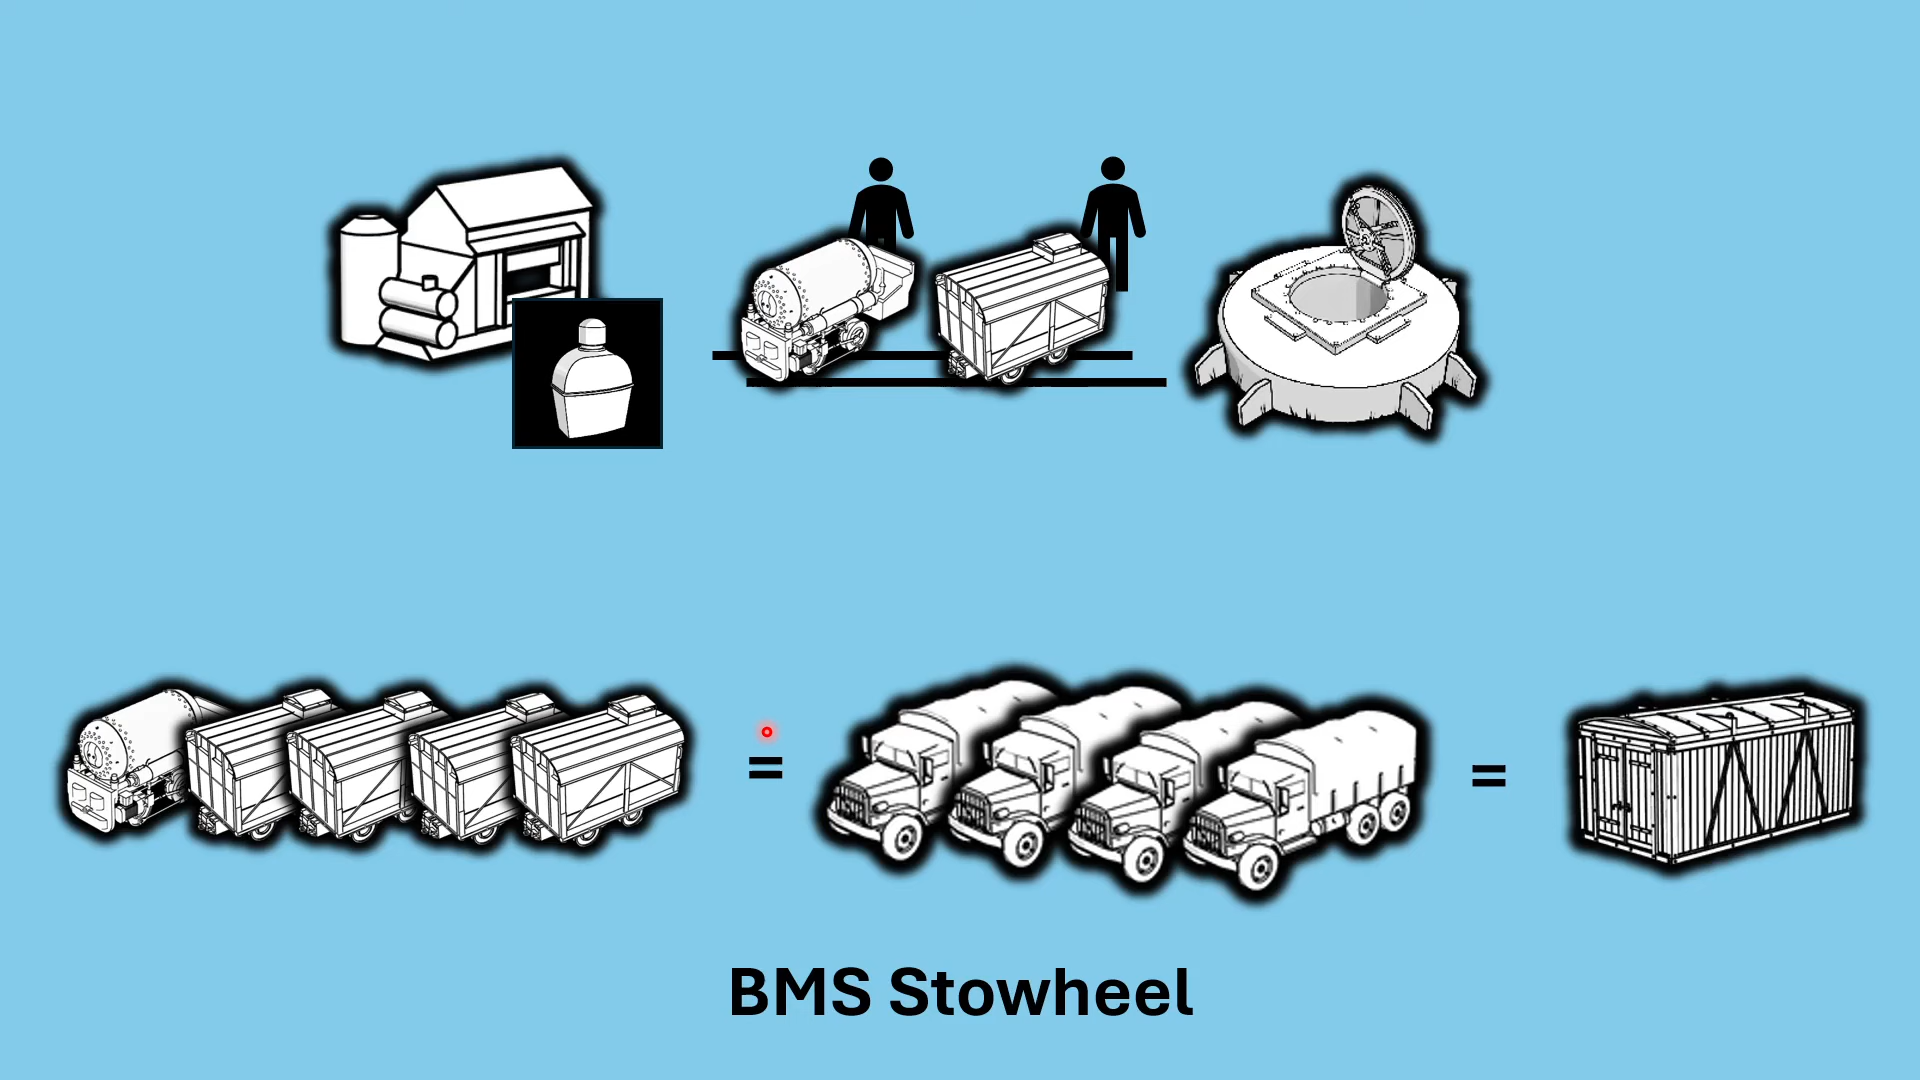 =
=
BMS Stowheel